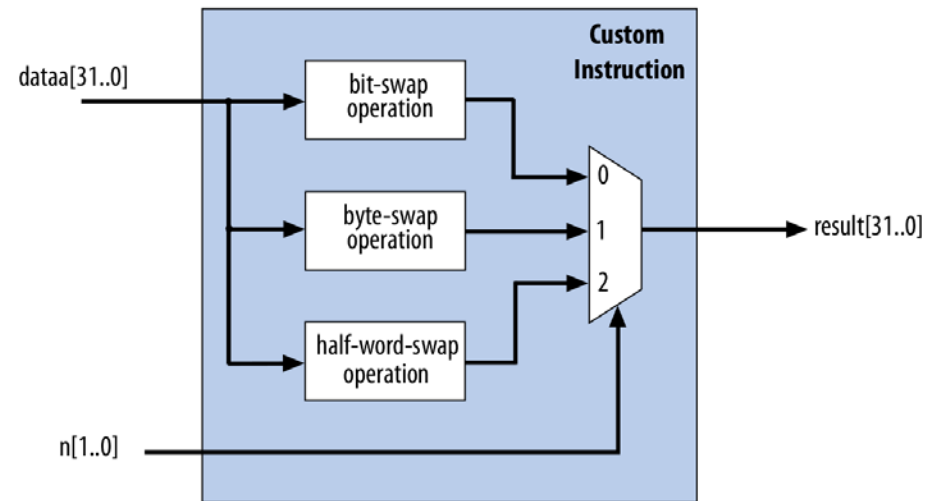 Custom
Instruction
dataa[31..0]
bit-swap
operation
0
byte-swap
operation
1
result[31..0]
2
half-word-swap
operation
n[1..0]